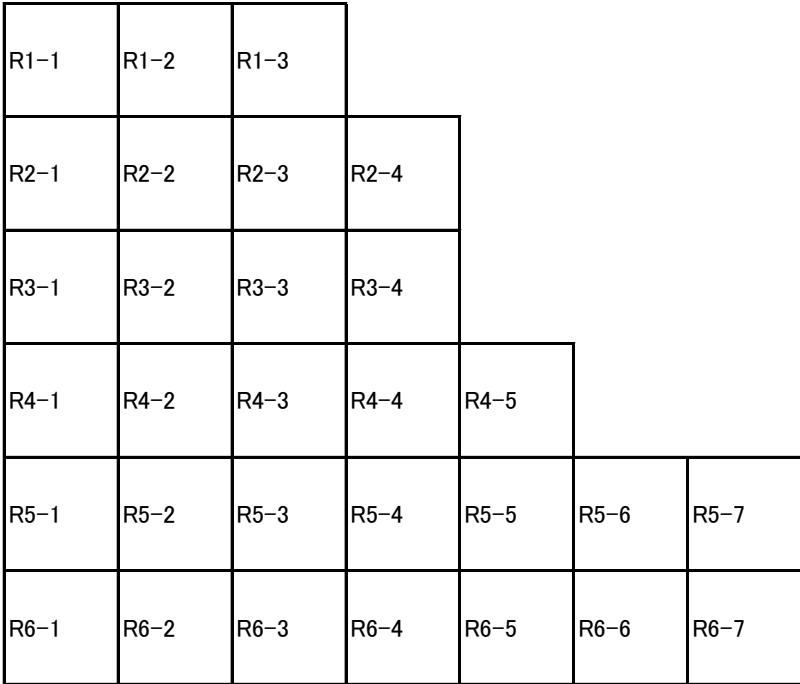 R1-1 R1-2 R1-3
R2-1 R2-2 R2-3 R2-4
R3-1 R3-2 R3-3 R3-4
R4-1 R4-2 R4-3 R4-4 R4-5
R5-1 R5-2 R5-3 R5-4 R5-5 R5-6 R5-7
R6-1 R6-2 R6-3 R6-4 R6-5 R6-6 R6-7